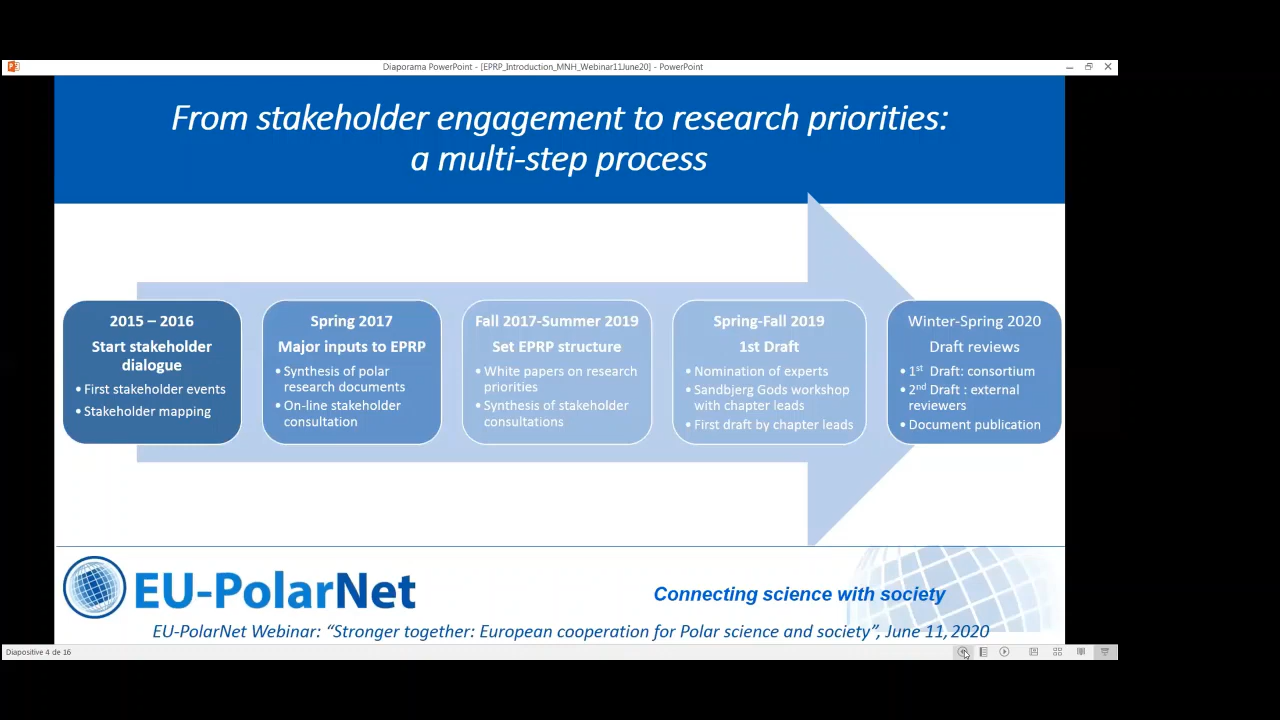 Diaporama PowerPoint - [EPRP_Introduction_MNH_Webinar11June20] - PowerPoint
From stakeholder engagement to research priorities:
a multi-step process
2015 – 2016
Start stakeholder
dialogue
• First stakeholder events
• Stakeholder mapping
Spring 2017
Major inputs to EPRP
• Synthesis of polar
research documents
• On-line stakeholder
consultation
Fall 2017-Summer 2019
Set EPRP structure
• White papers on research
priorities
• Synthesis of stakeholder
consultations
Spring-Fall 2019
1st Draft
• Nomination of experts
• Sandbjerg Gods workshop
with chapter leads
• First draft by chapter leads
Winter-Spring 2020
Draft reviews
• 1st Draft: consortium
• 2nd Draft : external
reviewers
• Document publication
EU-PolarNet
Connecting science with society
EU-PolarNet Webinar: “Stronger together: European cooperation for Polar science and society”, June 11, 2020
Diapositive 4 de 16